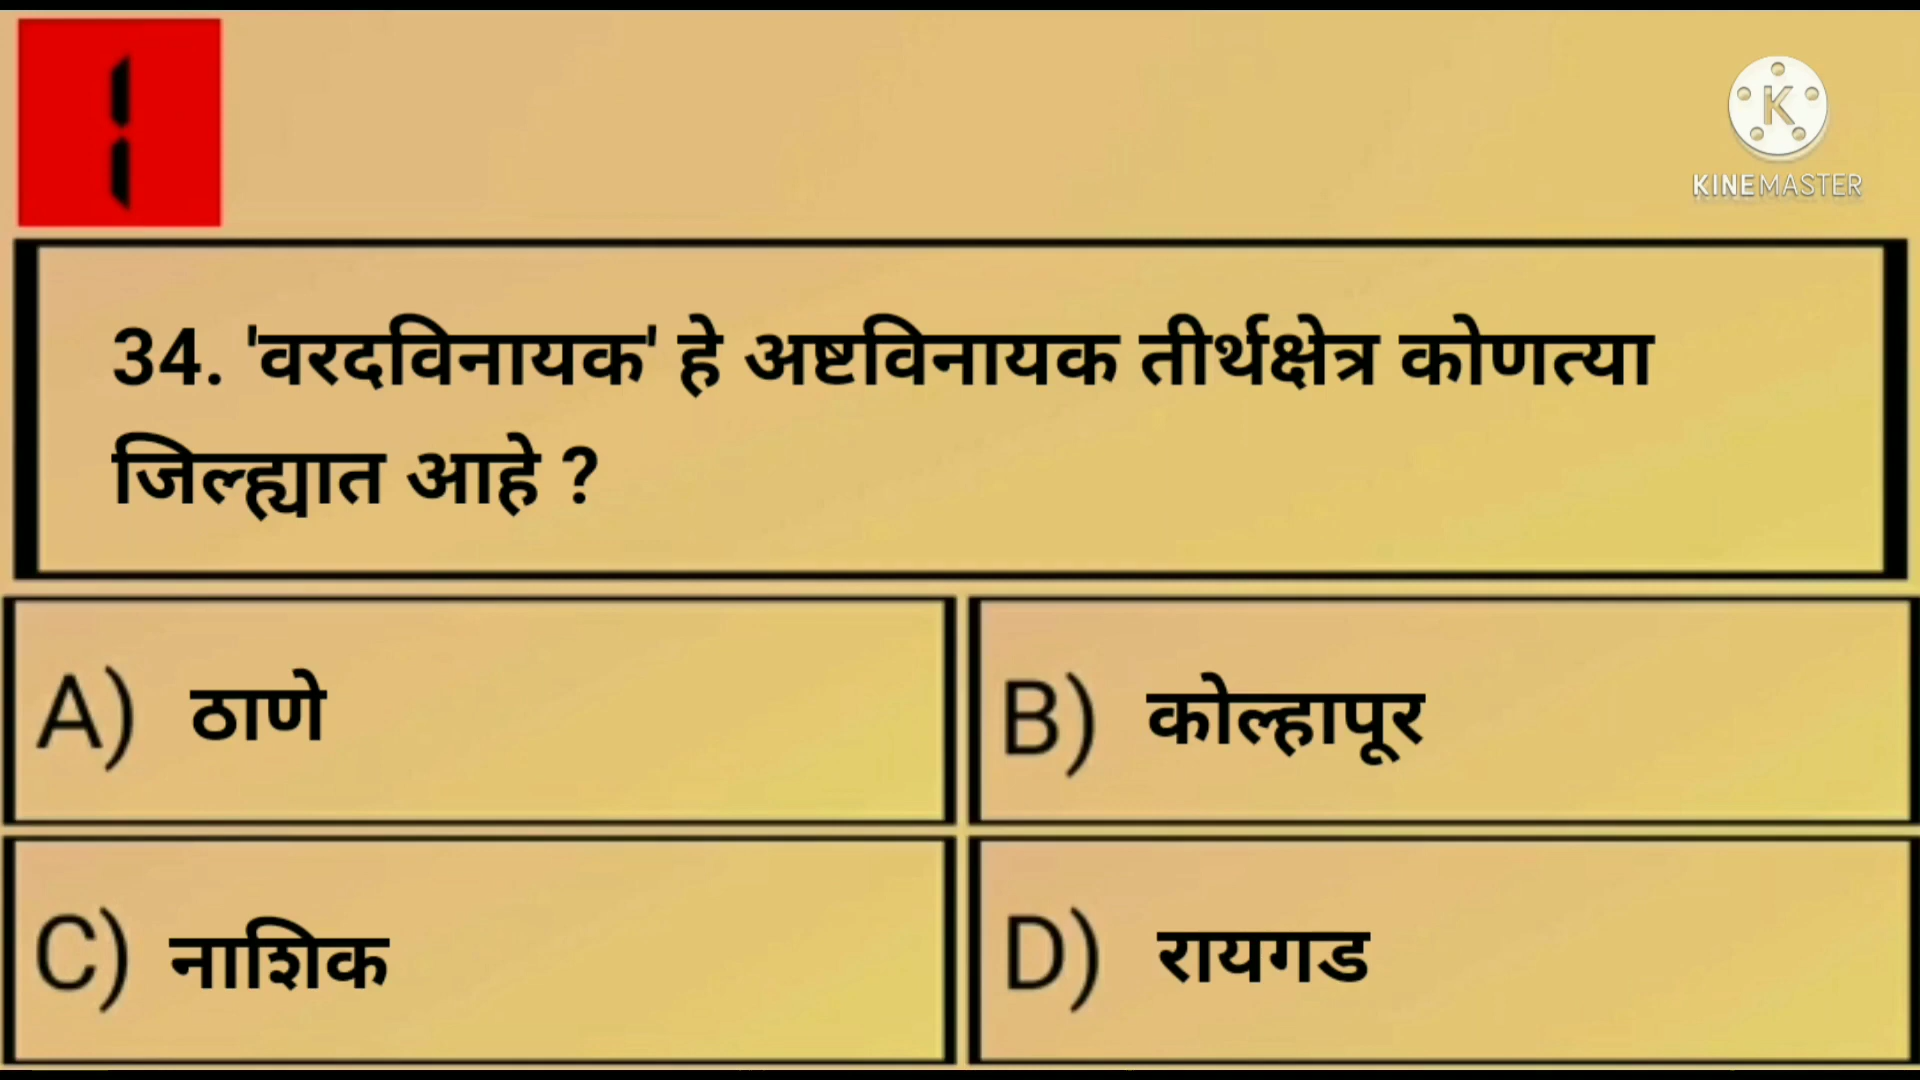 1
KINEMASTER
34. 'वरदविनायक' हे अष्टविनायक तीर्थक्षेत्र कोणत्या
जिल्ह्यात आहे ?
A) ठाणे
B) कोल्हापूर
C) नाशिक
D) रायगड